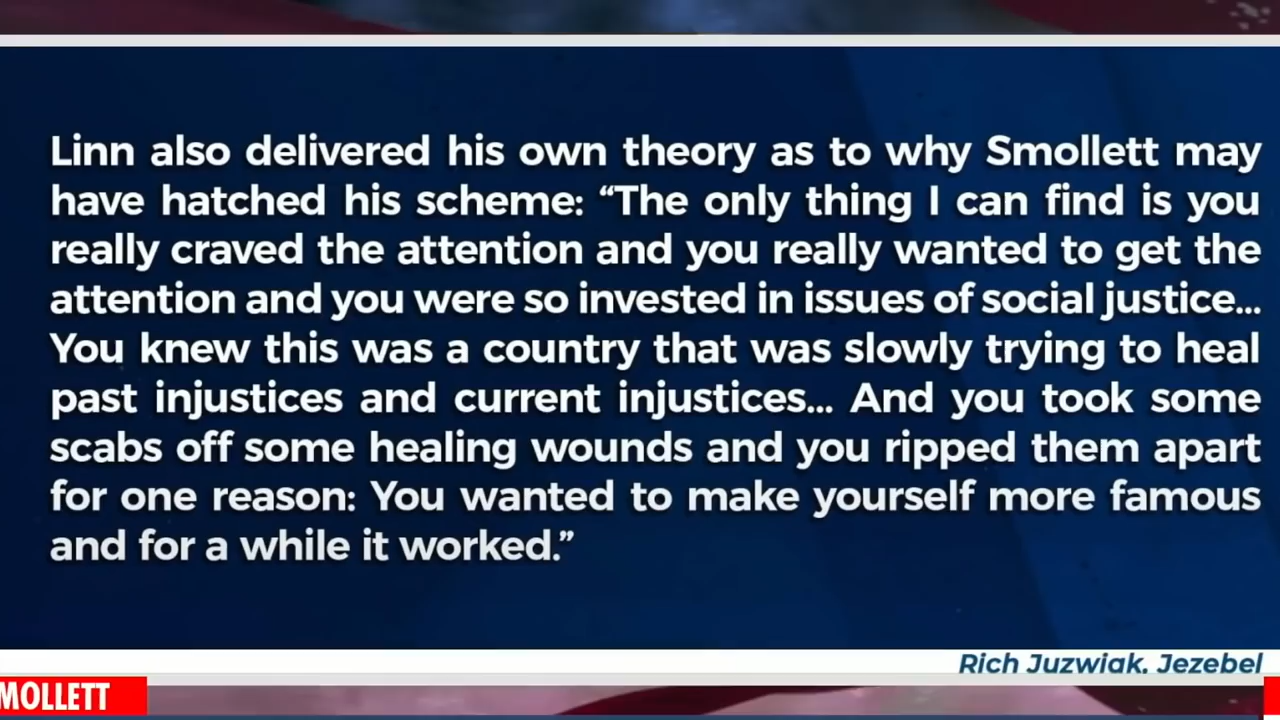 Linn also delivered his own theory as to why Smollett may
have hatched his scheme: “The only thing I can find is you
really craved the attention and you really wanted to get the
attention and you were so invested in issues of social justice...
You knew this was a country that was slowly trying to heal
past injustices and current injustices... And you took some
scabs off some healing wounds and you ripped them apart
for one reason: You wanted to make yourself more famous
and for a while it worked.”
Rich Juzwiak, Jezebel
MOLLETT